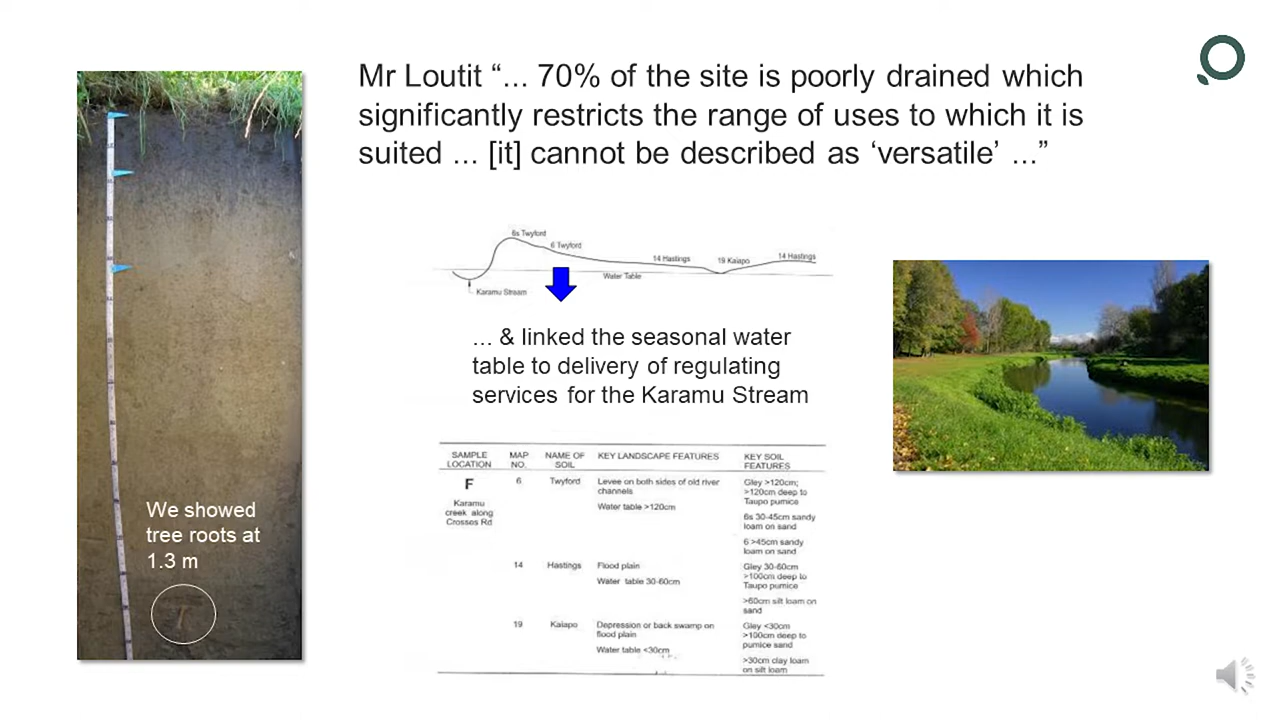 Mr Loutit “... 70% of the site is poorly drained which
significantly restricts the range of uses to which it is
suited ... [it] cannot be described as ‘versatile’ ...”
6s Twyford
6 Twyford
14 Hastings
19 Kaiapo
14 Hastings
Water Table
Karamu Stream
... & linked the seasonal water
table to delivery of regulating
services for the Karamu Stream
We showed
tree roots at
1.3 m
SAMPLE LOCATION MAP NO. NAME OF SOIL KEY LANDSCAPE FEATURES KEY SOIL FEATURES
F
Karamu
creek along
Crosses Rd
6 Twyford
Levee on both sides of old river
channels
Water table >120cm
Gley >120cm;
>120cm deep to
Taupo pumice
6s 30-45cm sandy
loam on sand
6 >45cm sandy
loam on sand
14 Hastings
Flood plain
Water table 30-60cm
Gley 30-60cm
>100cm deep to
Taupo pumice
>60cm silt loam on
sand
19 Kaiapo
Depression or back swamp on
flood plain
Water table <30cm
Gley <30cm
>100cm deep to
pumice sand
>30cm clay loam
on silt loam